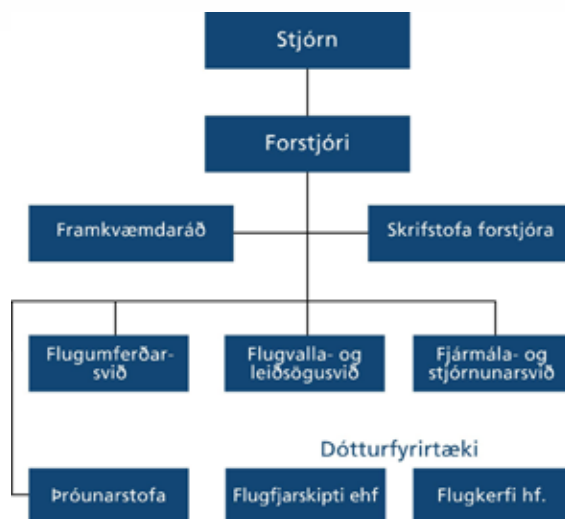 Stjórn
Forstjóri
Framkvæmdaráð
Skrifstofa forstjóra
Flugumferðar-
svið
Flugvalla- og
leiðsögusvið
Fjármála- og
stjórnunarsvið
Dótturfyrirtæki
Þróunarstofa
Flugfjarskipti ehf
Flugkerfi hf.